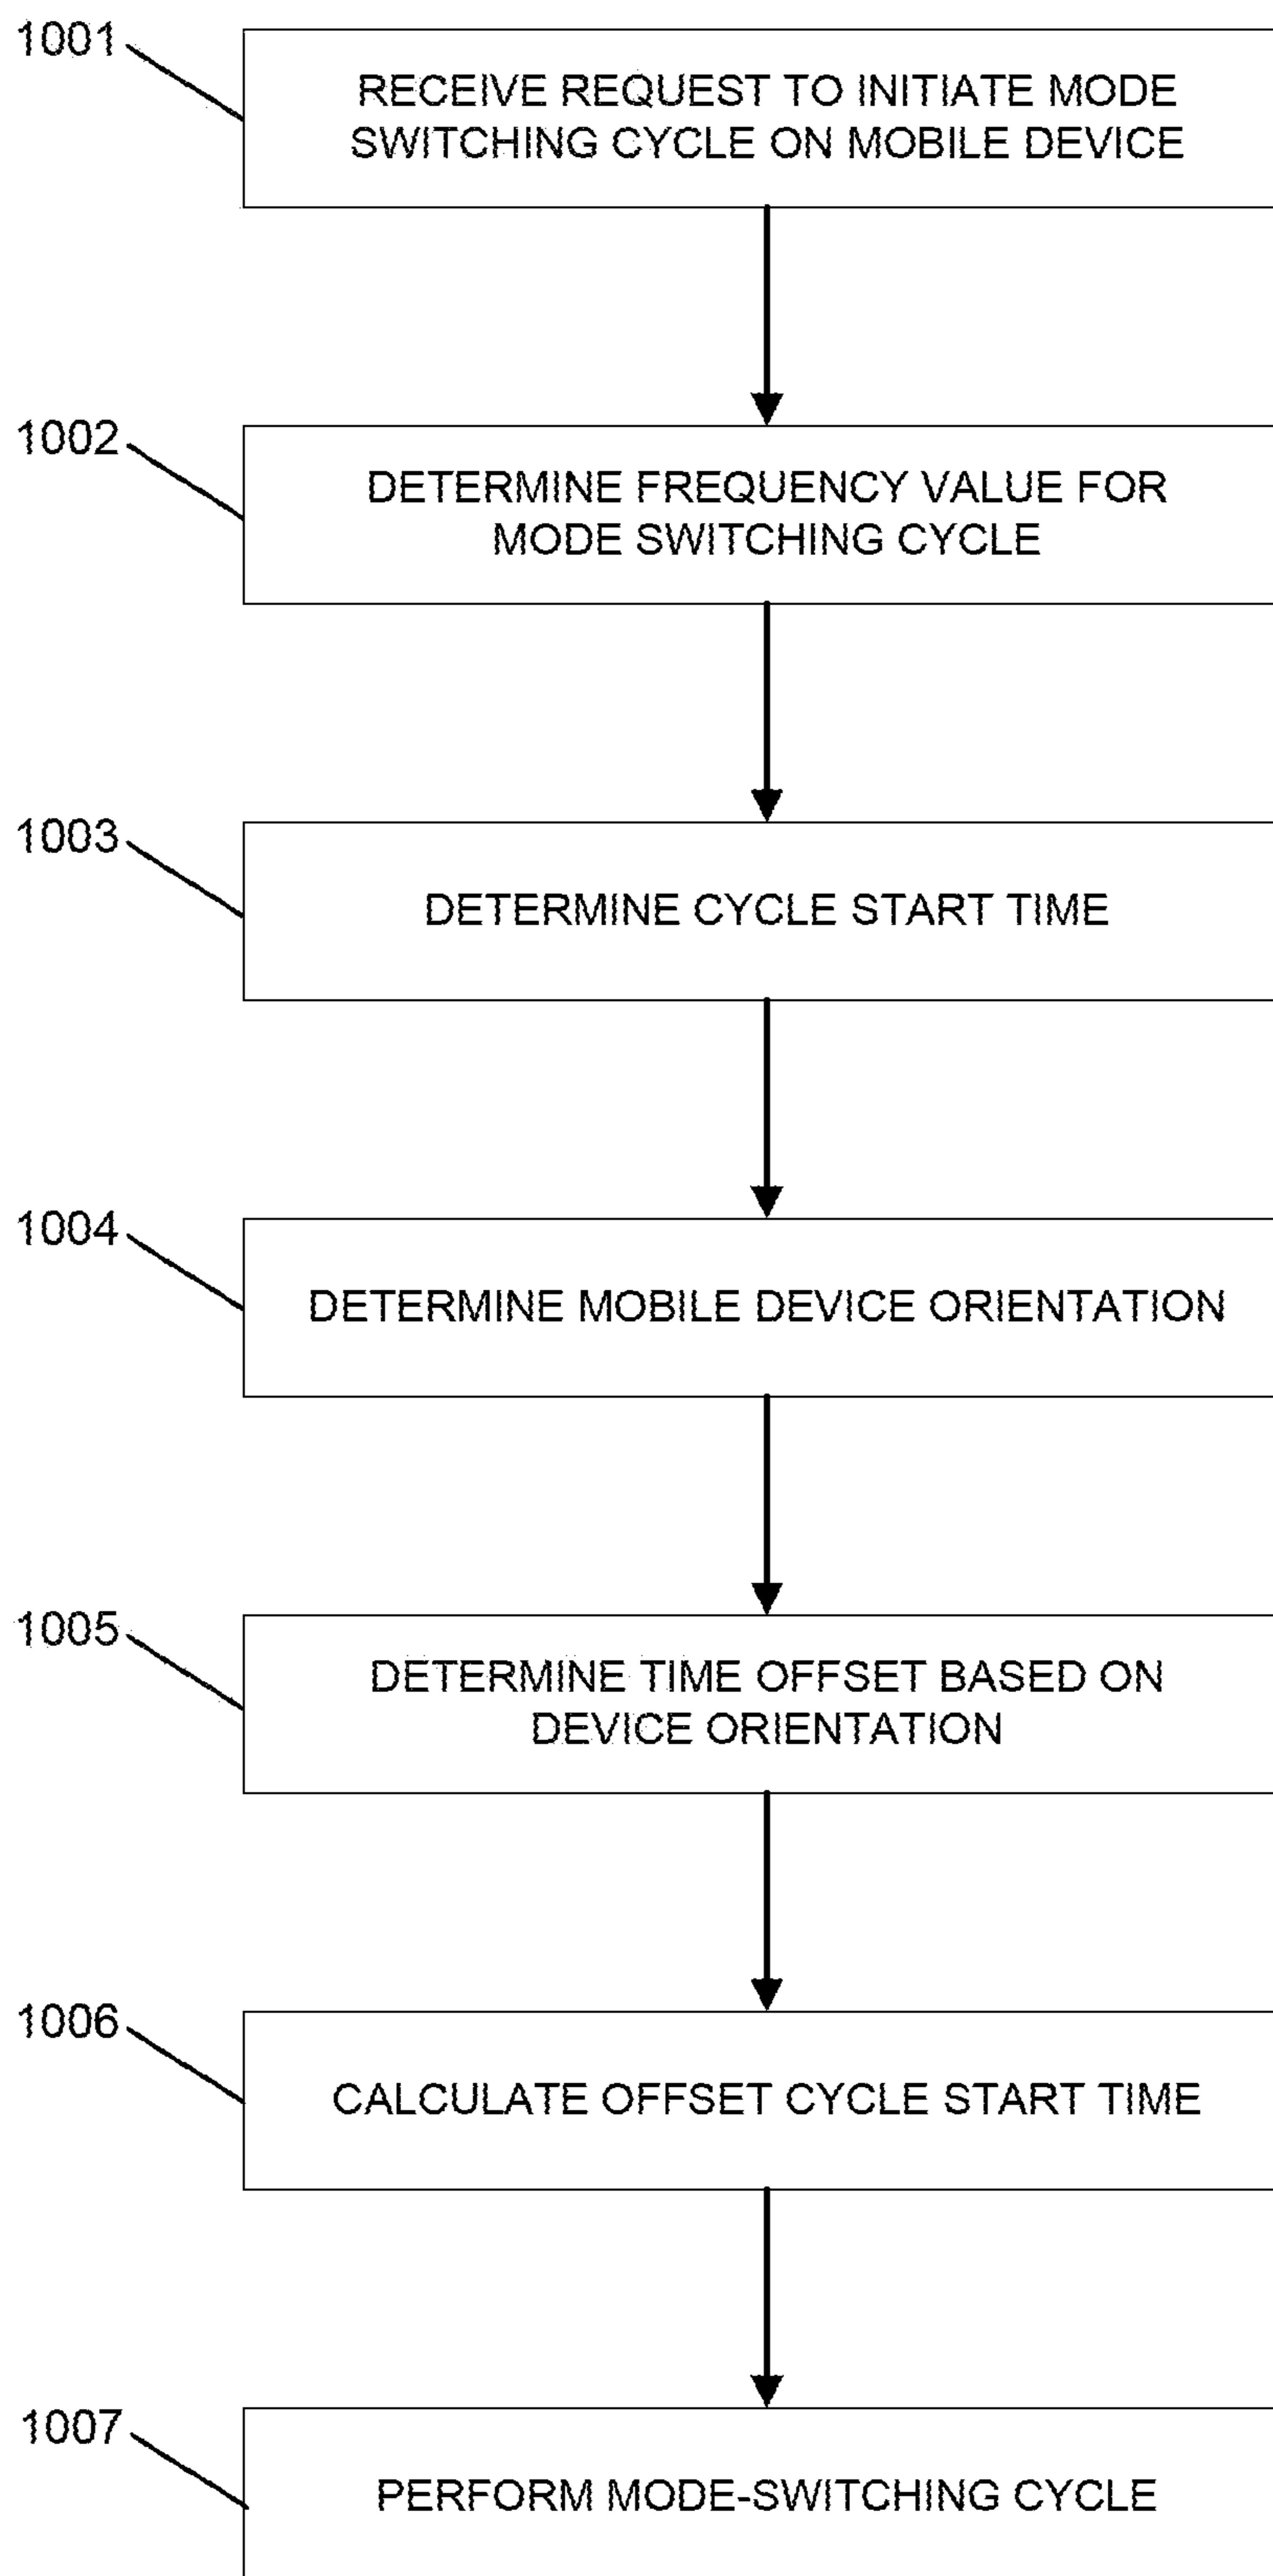 1001
RECEIVE REQUEST TO INITIATE MODE
SWITCHING CYCLE ON MOBILE DEVICE
1002
DETERMINE FREQUENCY VALUE FOR
MODE SWITCHING CYCLE
1003
DETERMINE CYCLE START TIME
1004
DETERMINE MOBILE DEVICE ORIENTATION
1005
DETERMINE TIME OFFSET BASED ON
DEVICE ORIENTATION
1006
CALCULATE OFFSET CYCLE START TIME
1007
PERFORM MODE-SWITCHING CYCLE